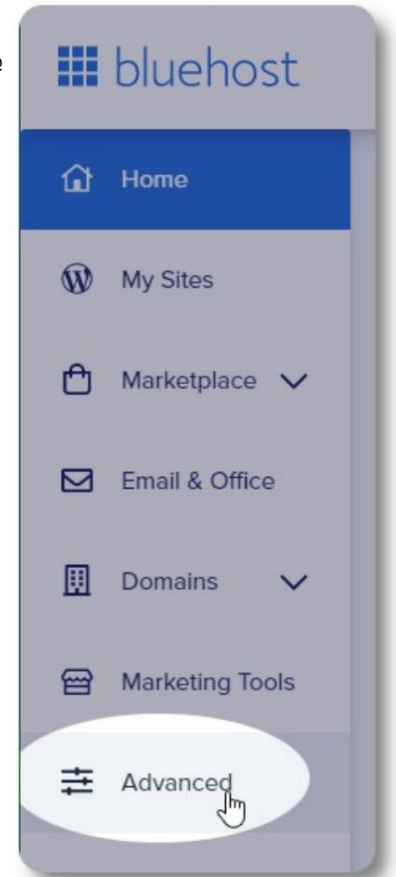 bluehost
Home
My Sites
Marketplace
Email & Office
Domains
Marketing Tools
Advanced